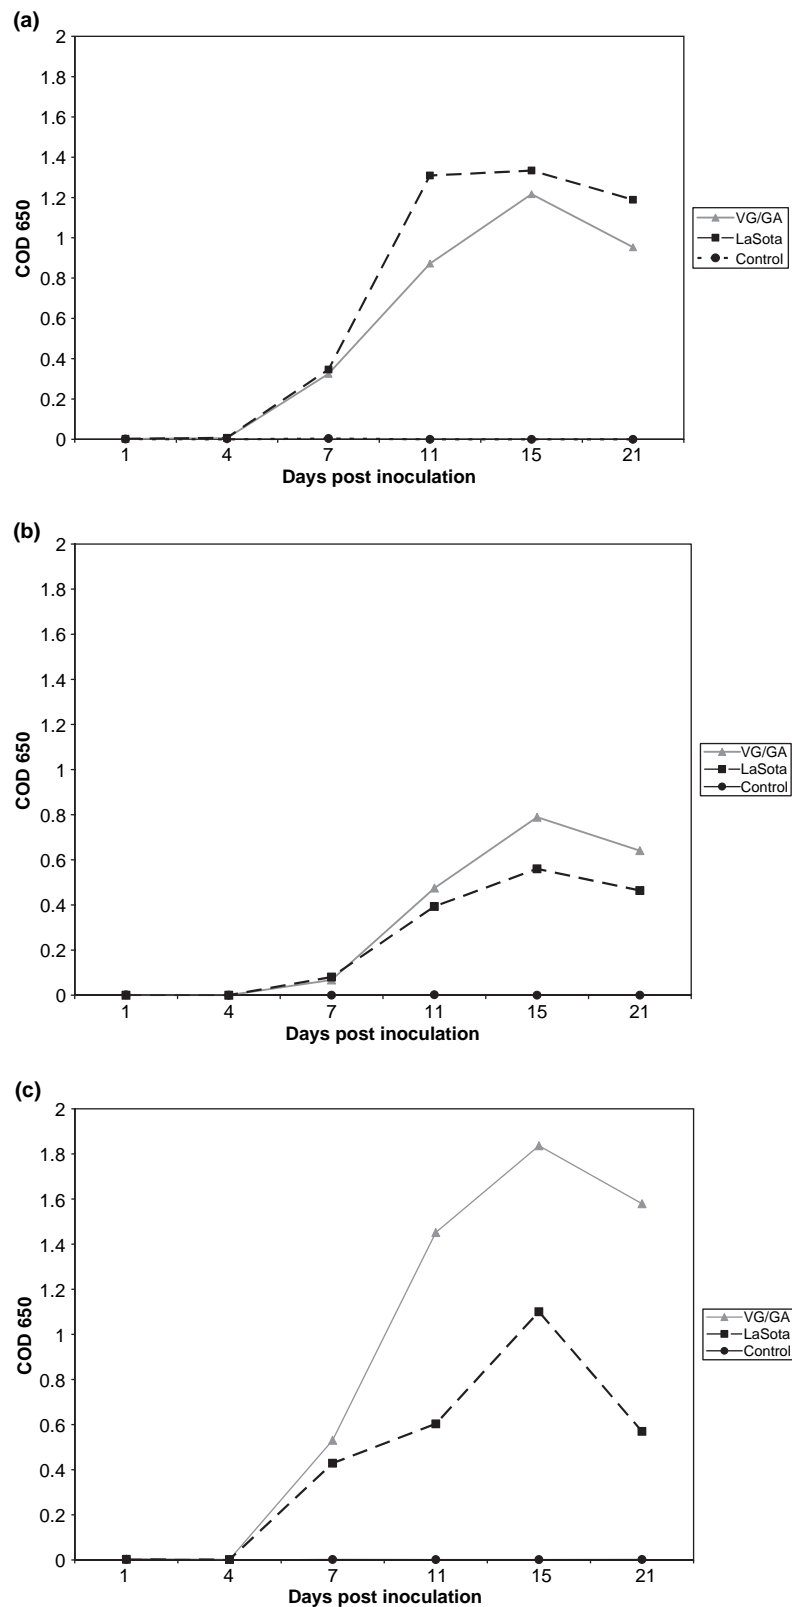 (a)
2
1.8
1.6
1.4
1.2
1
0.8
0.6
0.4
0.2
0
COD 650
1 4 7 11 15 21
Days post inoculation
VG/GA
LaSota
Control
(b)
2
1.8
1.6
1.4
1.2
1
0.8
0.6
0.4
0.2
0
COD 650
1 4 7 11 15 21
Days post inoculation
VG/GA
LaSota
Control
(c)
2
1.8
1.6
1.4
1.2
1
0.8
0.6
0.4
0.2
0
COD 650
1 4 7 11 15 21
Days post inoculation
VG/GA
LaSota
Control